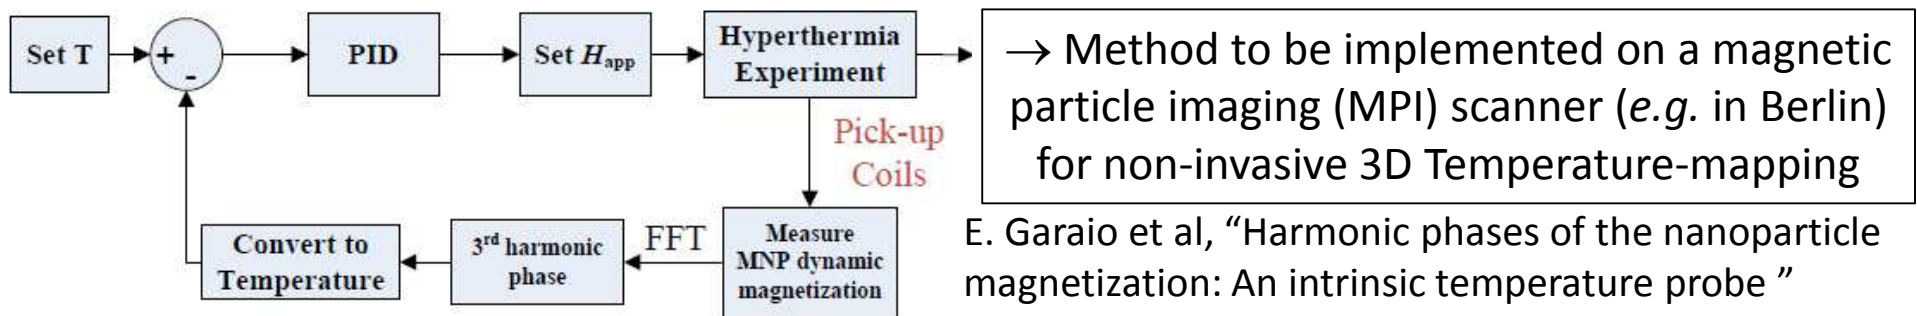 Set T
+
-
PID
Set Happ
Hyperthermia
Experiment
Pick-up
Coils
Measure
MNP dynamic
magnetization
FFT
3rd harmonic
phase
Convert to
Temperature
→ Method to be implemented on a magnetic
particle imaging (MPI) scanner (e.g. in Berlin)
for non-invasive 3D Temperature-mapping
E. Garaio et al, “Harmonic phases of the nanoparticle
magnetization: An intrinsic temperature probe ”